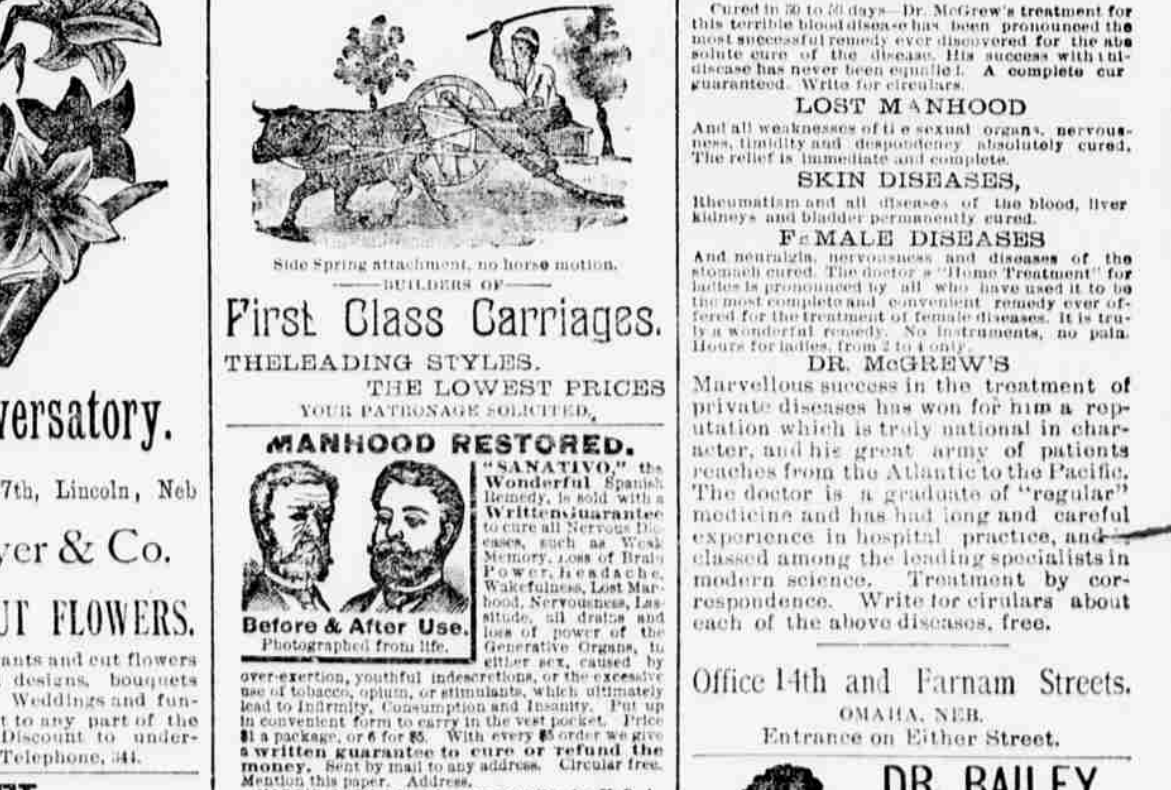 versatory.
7th, Lincoln, Neb
yer & Co.
UT FLOWERS.
ants and cut flowers
designs, bouquets
Weddings and fun-
t to any part of the
Discount to under-
Telephone, 344.
Side Spring attachment, no horse motion.
BUILDERS OF
First Class Carriages.
THELEADING STYLES.
THE LOWEST PRICES
YOUR PATRONAGE SOLICITED,
MANHOOD RESTORED.
"SANATIVO," the
Wonderful Spanish
Remedy, is sold with a
Written Guarantee
to cure all Nervous Dis-
eases, such as Weak
Memory, Loss of Brain
Power, Headache,
Wakefulness, Lost Man-
hood, Nervousness, Las-
situde, all drains and
loss of power of the
Generative Organs, in
either sex, caused by
Before & After Use.
Photographed from life.
over-exertion, youthful indescretions, or the excessive
use of tobacco, opium, or stimulants, which ultimately
lead to Infirmity, Consumption and Insanity. Put up
in convenient form to carry in the vest pocket. Price
$1 a package, or 6 for $5. With every $5 order we give
a written guarantee to cure or refund the
money. Sent by mail to any address. Circular free.
Mention this paper. Address,
Cured in 30 to 50 days—Dr. McGrew's treatment for
this terrible blood disease has been pronounced the
most successful remedy ever discovered for the abs
solute cure of the disease. His success with
disease has never been equalled. A complete cur
guaranteed. Write for circulars.
LOST MANHOOD
And all weaknesses of the sexual organs, nervous-
ness, timidity and despondency absolutely cured.
The relief is immediate and complete.
SKIN DISEASES,
Rheumatism and all diseases of the blood, liver
kidneys and bladder permanently cured.
FEMALE DISEASES
And neuralgia, nervousness and diseases of the
stomach cured. The doctor's "Home Treatment" for
ladies is pronounced by all who have used it to be
the most complete and convenient remedy ever of-
fered for the treatment of female diseases. It is tru-
ly a wonderful remedy. No instruments, no pain.
Hours for ladies, from 2 to 4 only.
DR. McGREW'S
Marvellous success in the treatment of
private diseases has won for him a rep-
utation which is truly national in char-
acter, and his great army of patients
reaches from the Atlantic to the Pacific.
The doctor is a graduate of "regular"
medicine and has had long and careful
experience in hospital practice, and is
classed among the leading specialists in
modern science. Treatment by cor-
respondence. Write for cirulars about
each of the above diseases, free.
Office 14th and Farnam Streets.
OMAHA, NEB.
Entrance on Either Street.
DR. BAILEY